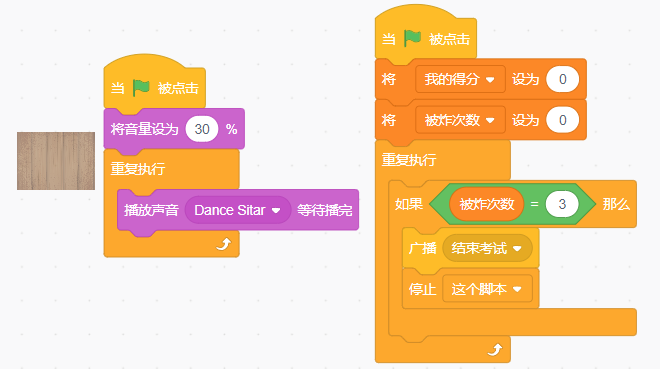 当 被点击
将音量设为 30 %
重复执行
播放声音 Dance Sitar 等待播完
当 被点击
将 我的得分 设为 0
将 被炸次数 设为 0
重复执行
如果 被炸次数 = 3 那么
广播 结束考试
停止 这个脚本